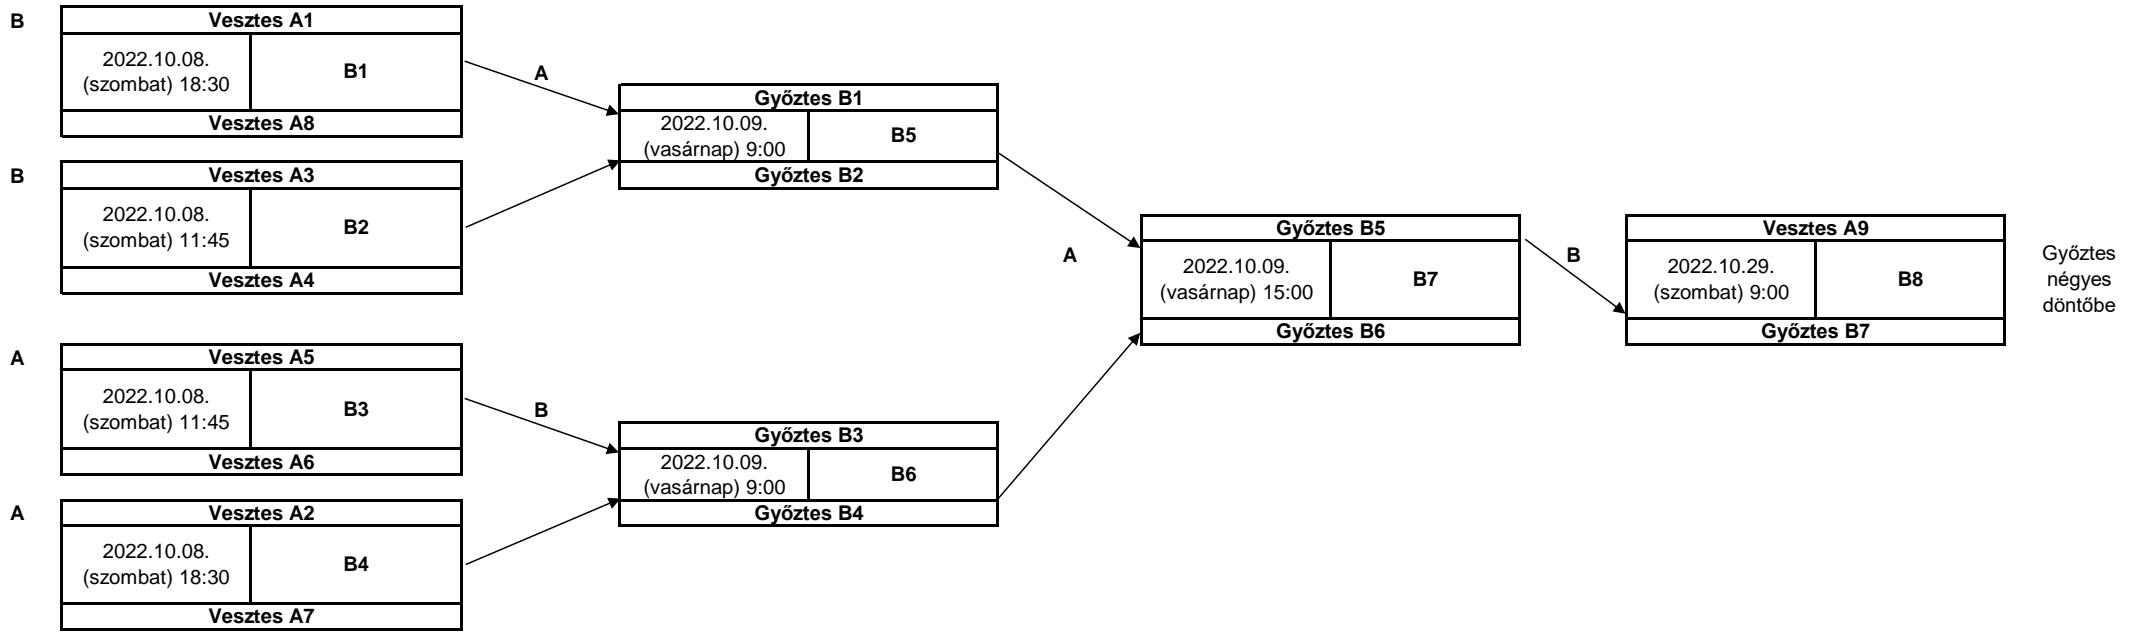 B
Vesztes A1
2022.10.08.
(szombat) 18:30
B1
Vesztes A8
B
Vesztes A3
2022.10.08.
(szombat) 11:45
B2
Vesztes A4
A
Vesztes A5
2022.10.08.
(szombat) 11:45
B3
Vesztes A6
A
Vesztes A2
2022.10.08.
(szombat) 18:30
B4
Vesztes A7
A
Győztes B1
2022.10.09.
(vasárnap) 9:00
B5
Győztes B2
B
Győztes B3
2022.10.09.
(vasárnap) 9:00
B6
Győztes B4
A
Győztes B5
2022.10.09.
(vasárnap) 15:00
B7
Győztes B6
B
Vesztes A9
2022.10.29.
(szombat) 9:00
B8
Győztes B7
Győztes
négyes
döntőbe